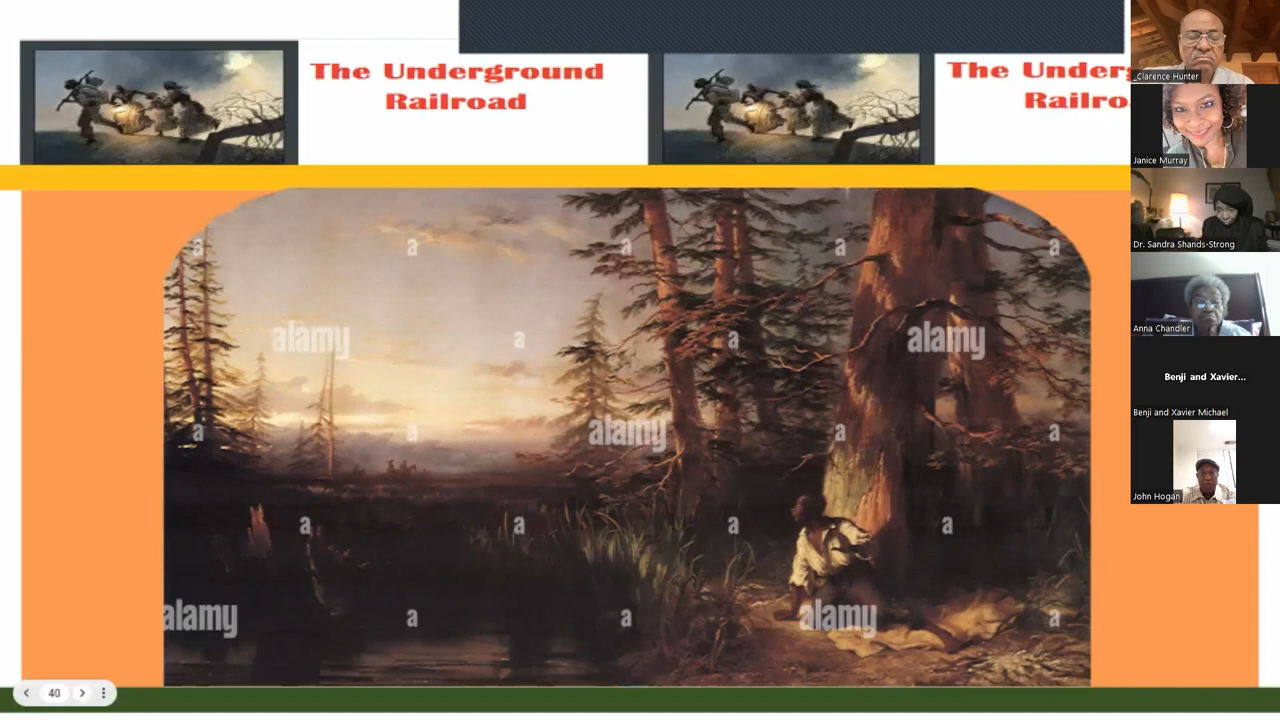 The Underground
Railroad
The Underg
Railro
_Clarence Hunter
Janice Murray
Dr. Sandra Shands-Strong
Anna Chandler
Benji and Xavier...
Benji and Xavier Michael
John Hogan
a a a a a
alamy a a alamy
a a alamy a a
a a a a
alamy a a alamy a
40